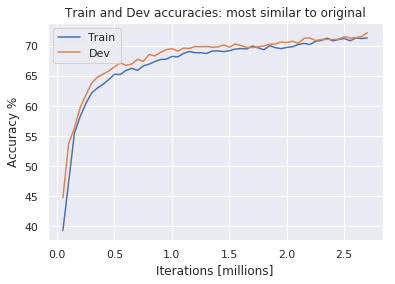 Train and Dev accuracies: most similar to original
Train
Dev
Accuracy %
70
65
60
55
50
45
40
0.0 0.5 1.0 1.5 2.0 2.5
Iterations [millions]